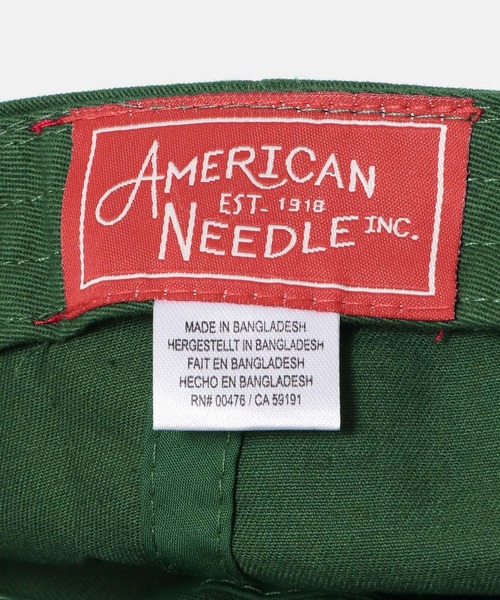 AMERICAN
EST- 1918
NEEDLE INC.
MADE IN BANGLADESH
HERGESTELLT IN BANGLADESH
FAIT EN BANGLADESH
HECHO EN BANGLADESH
RN# 00476 / CA 59191